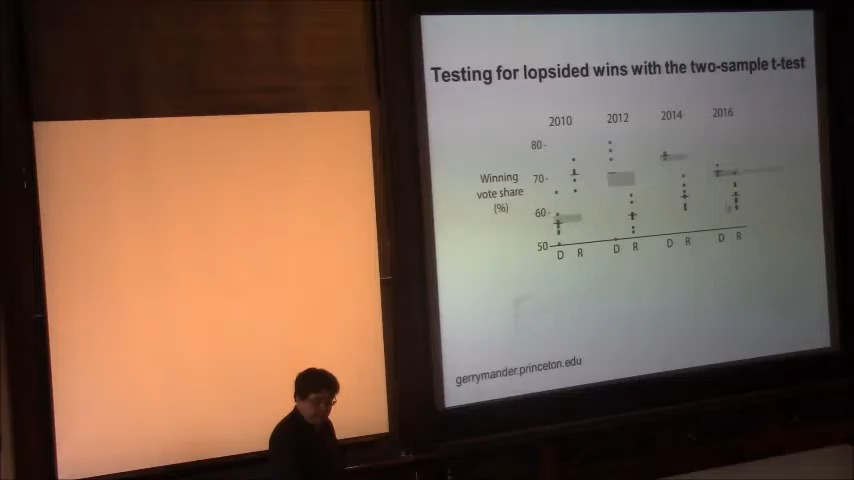 Testing for lopsided wins with the two-sample t-test
2010 2012 2014 2016
80-
Winning
vote share
(%)
70-
60-
50
D R D R D R D R
gerrymander.princeton.edu